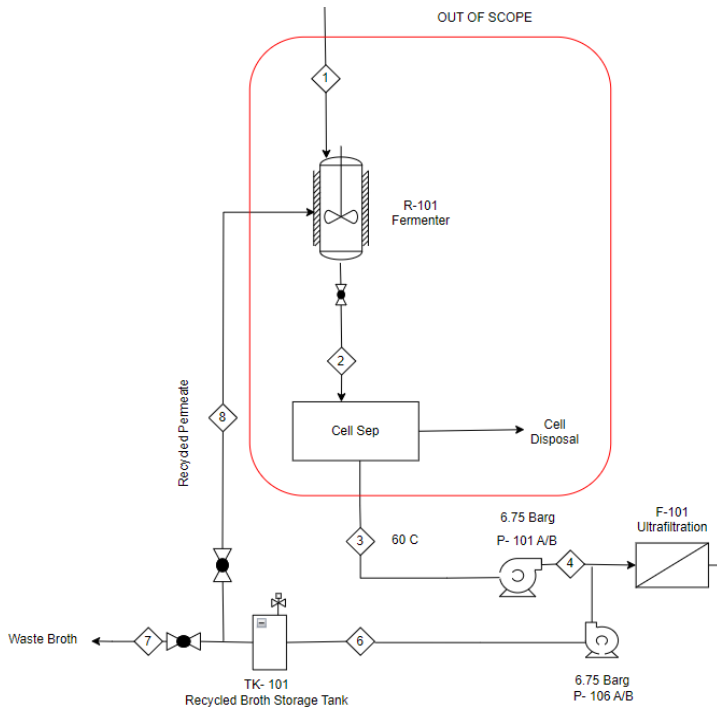 OUT OF SCOPE
1
R-101
Fermenter
2
8
Recycled Permeate
Cell Sep
Cell
Disposal
3
60 C
6.75 Barg
P- 101 A/B
4
F-101
Ultrafiltration
C
Waste Broth
7
6
C
TK- 101
Recycled Broth Storage Tank
6.75 Barg
P- 106 A/B